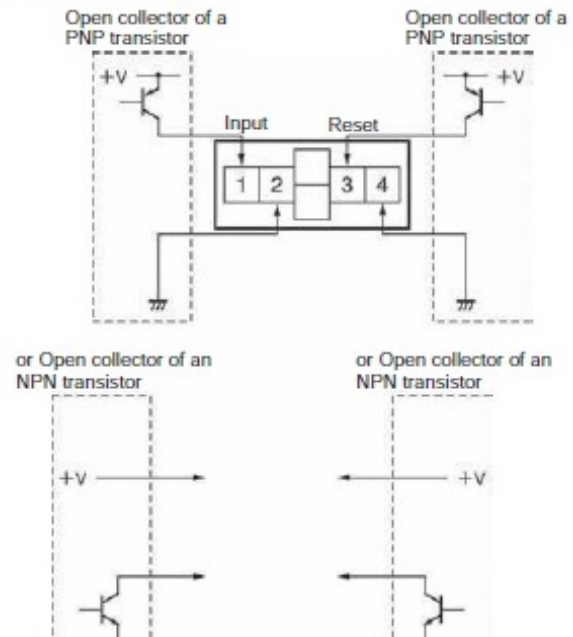 Open collector of a
PNP transistor
Open collector of a
PNP transistor
+V
+V
Input
Reset
1
2
3
4
or Open collector of an
NPN transistor
or Open collector of an
NPN transistor
+V
+V